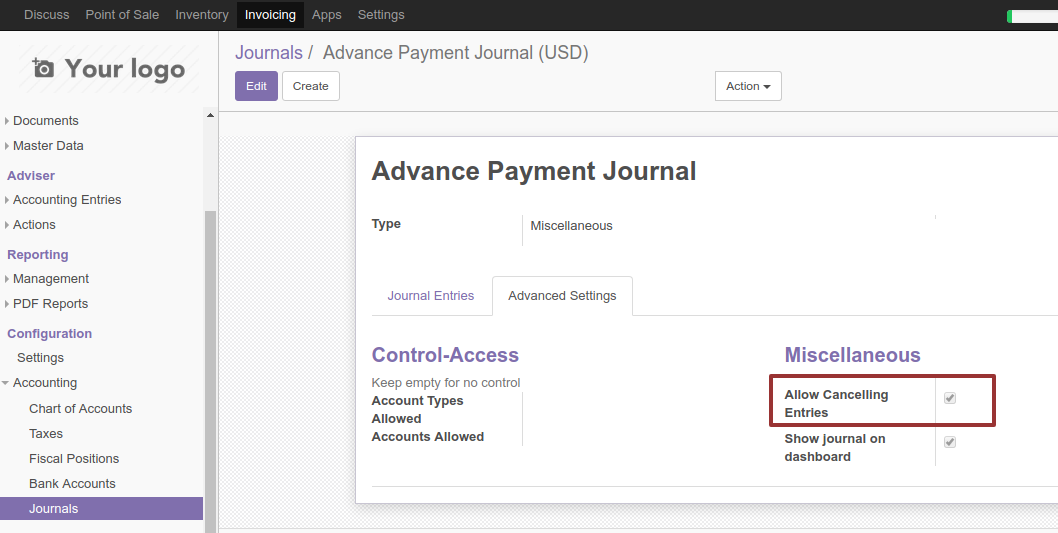 Discuss Point of Sale Inventory Invoicing Apps Settings
Your logo
Journals / Advance Payment Journal (USD)
Edit Create Action
Documents
Master Data
Adviser
Accounting Entries
Actions
Reporting
Management
PDF Reports
Configuration
Settings
Accounting
Chart of Accounts
Taxes
Fiscal Positions
Bank Accounts
Journals
Advance Payment Journal
Type Miscellaneous
Journal Entries Advanced Settings
Control-Access
Keep empty for no control
Account Types
Allowed
Accounts Allowed
Miscellaneous
Allow Cancelling
Entries
Show journal on
dashboard